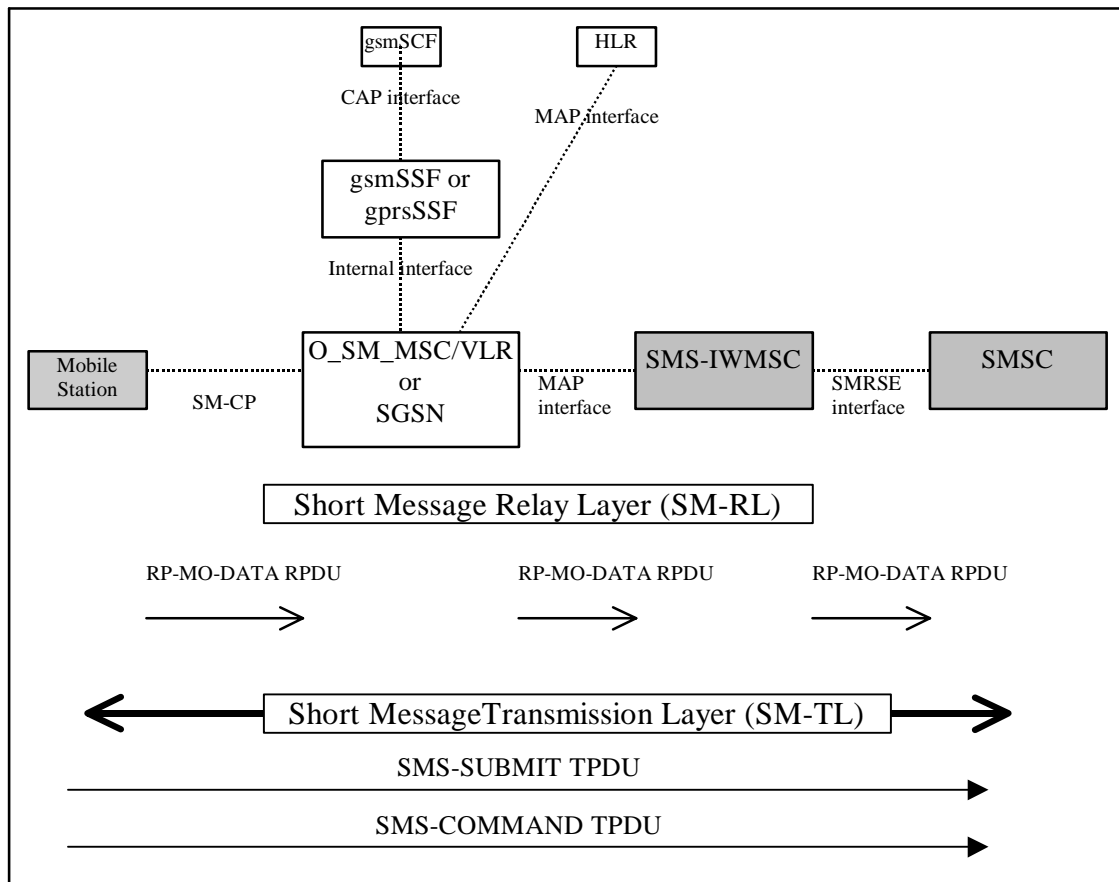 gsmSCF
HLR
CAP interface
MAP interface
gsmSSF or
gprsSSF
Internal interface
Mobile
Station
SM-CP
O_SM_MSC/VLR
or
SGSN
MAP
interface
SMS-IWMSC
SMRSE
interface
SMSC
Short Message Relay Layer (SM-RL)
RP-MO-DATA RPDU
RP-MO-DATA RPDU
RP-MO-DATA RPDU
Short MessageTransmission Layer (SM-TL)
SMS-SUBMIT TPDU
SMS-COMMAND TPDU